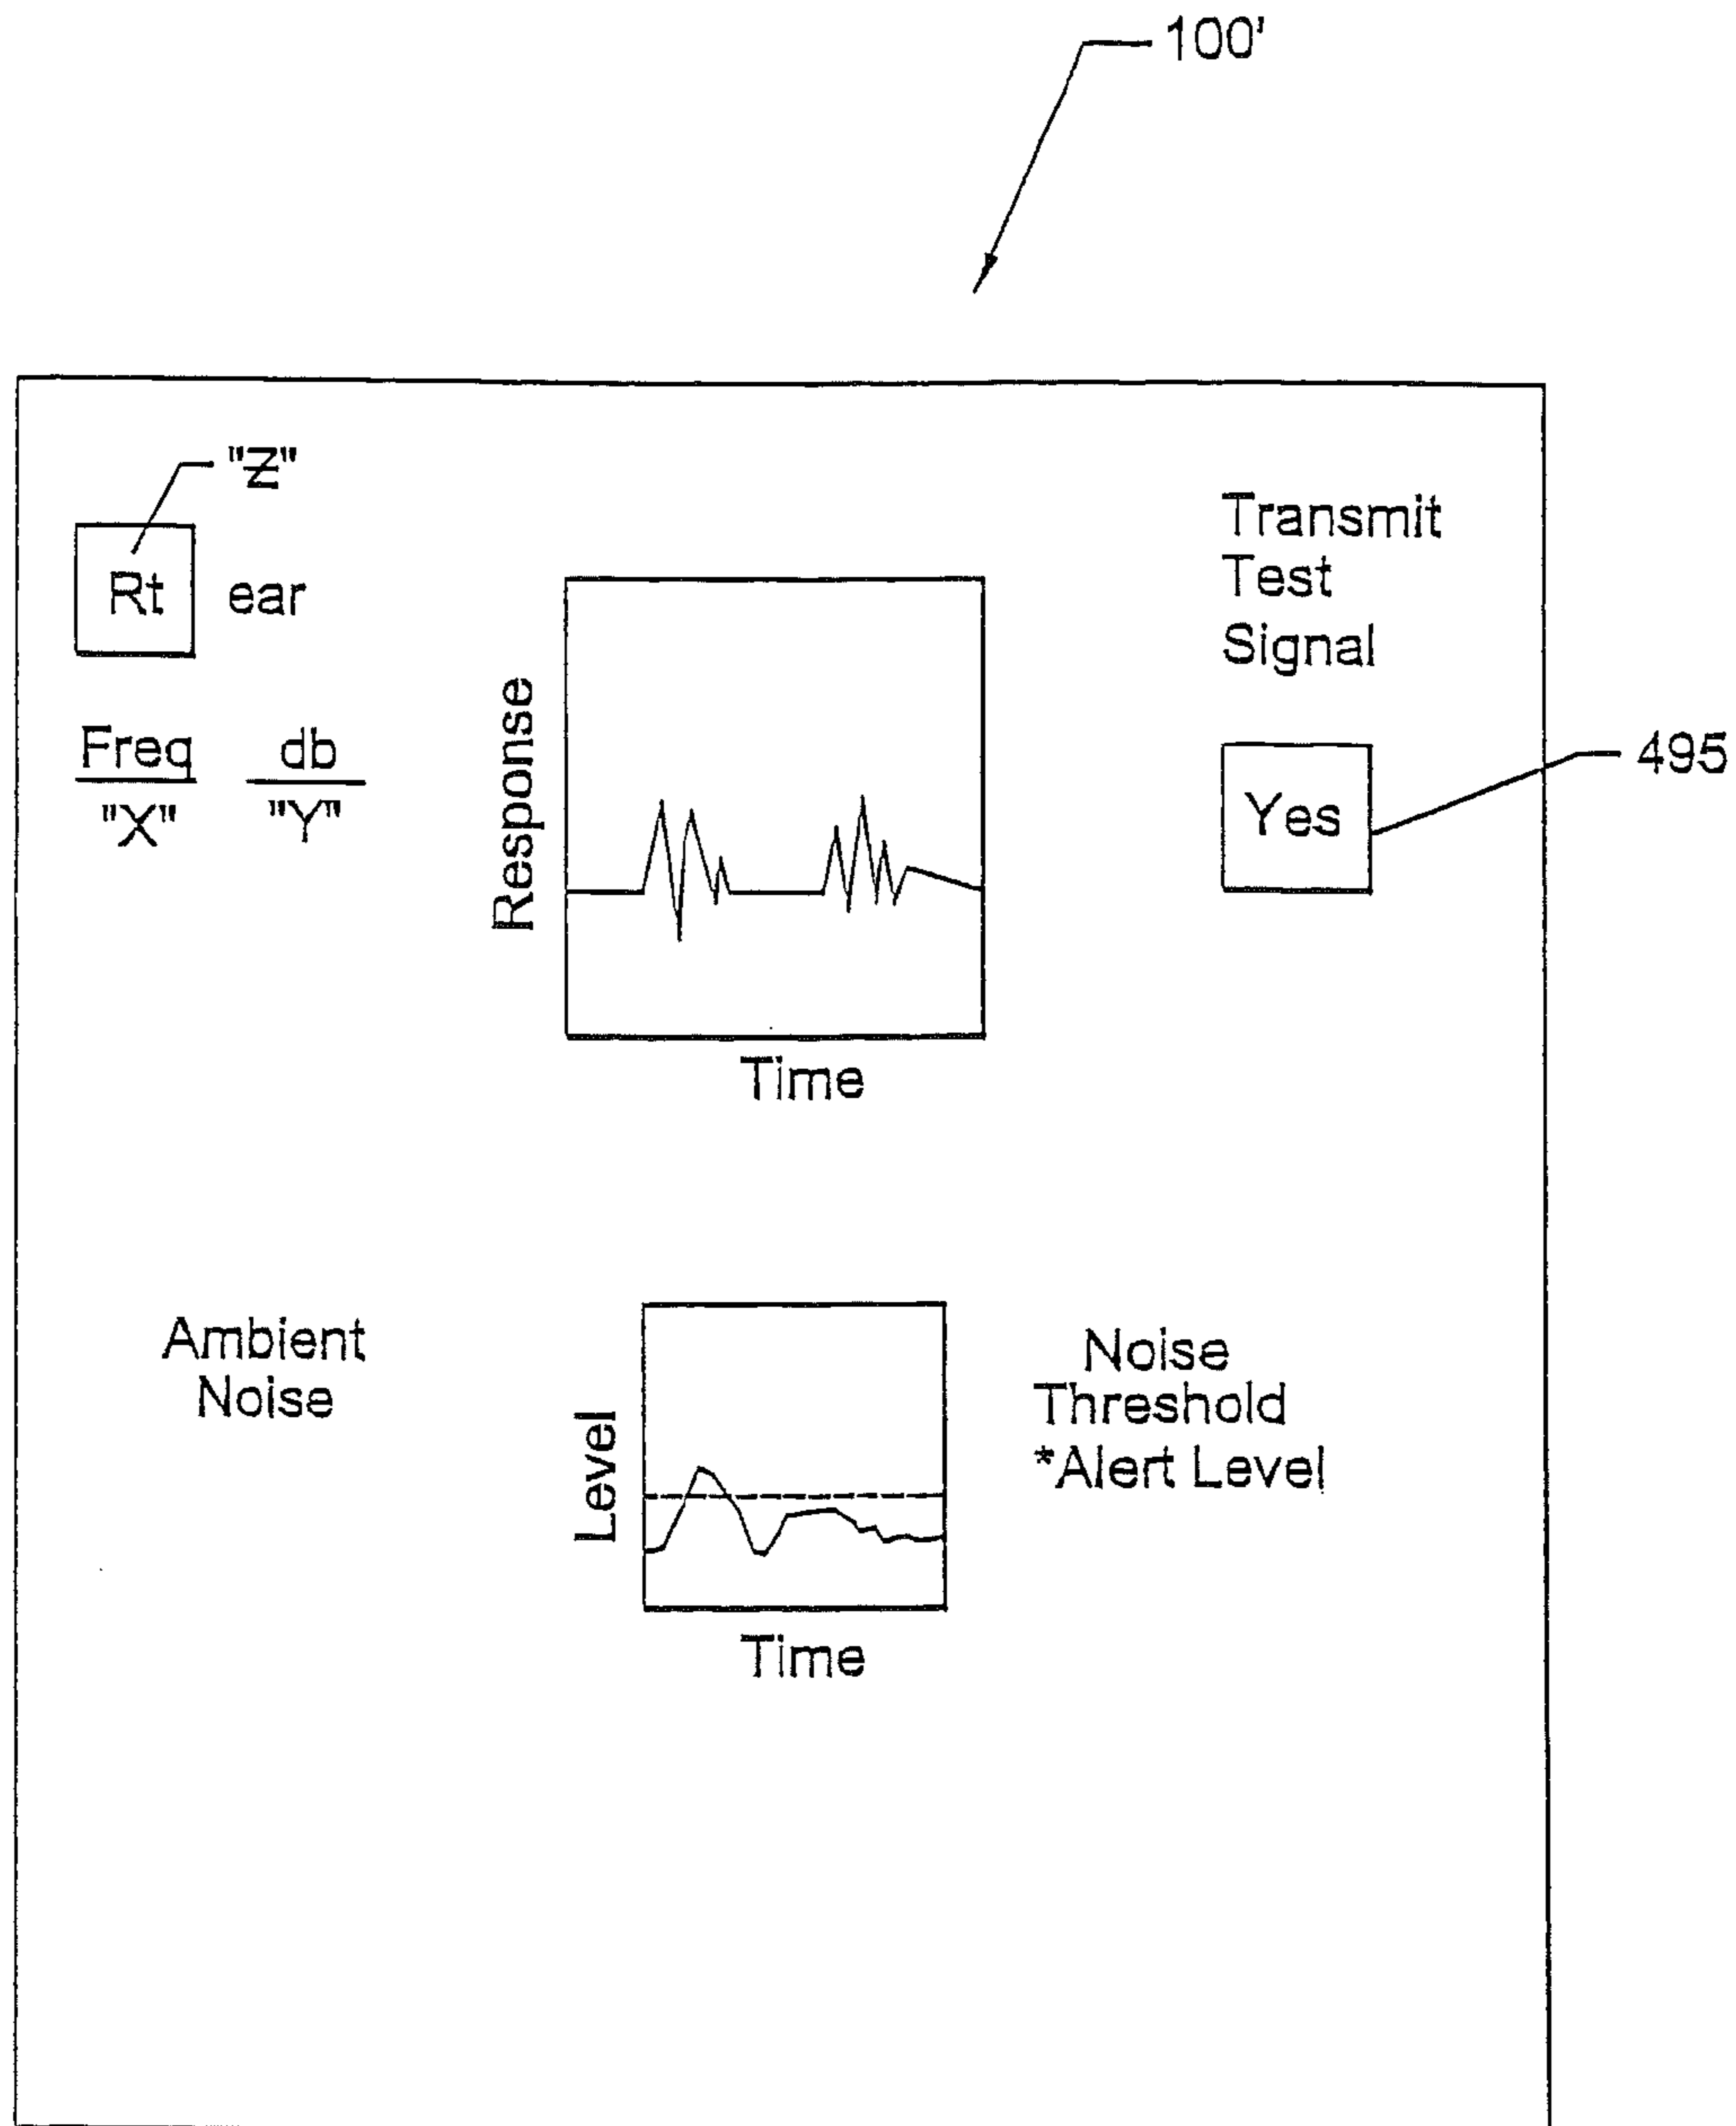 100'
"Z"
Rt ear
Freq db
"X" "Y"
Response
Time
Transmit
Test
Signal
Yes
495
Ambient
Noise
Level
Time
Noise
Threshold
*Alert Level